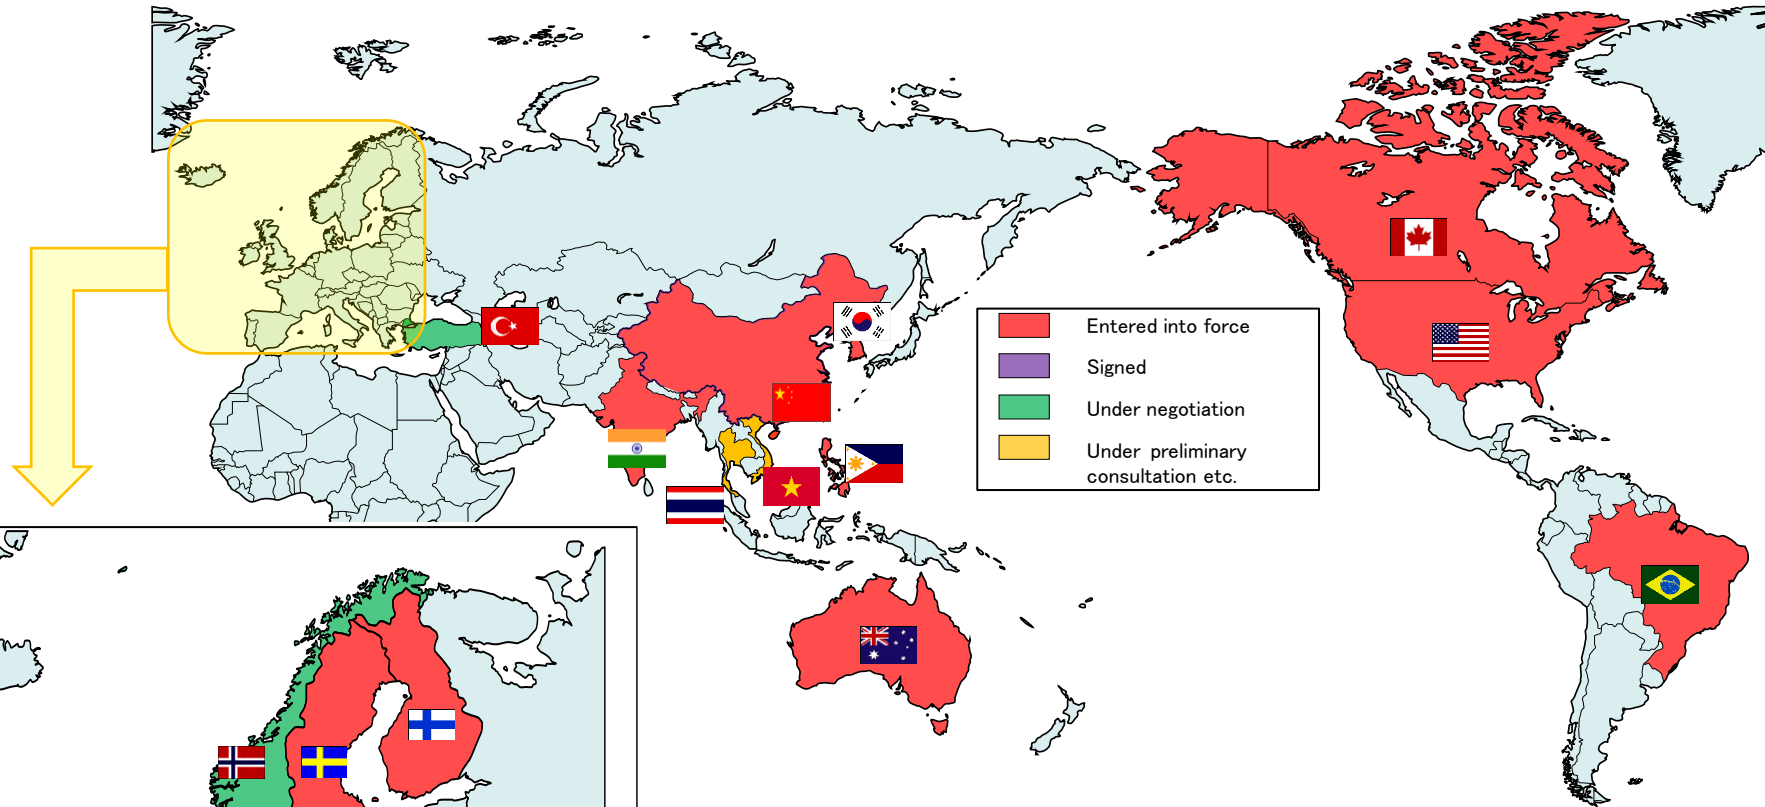 Entered into force
Signed
Under negotiation
Under preliminary
consultation etc.